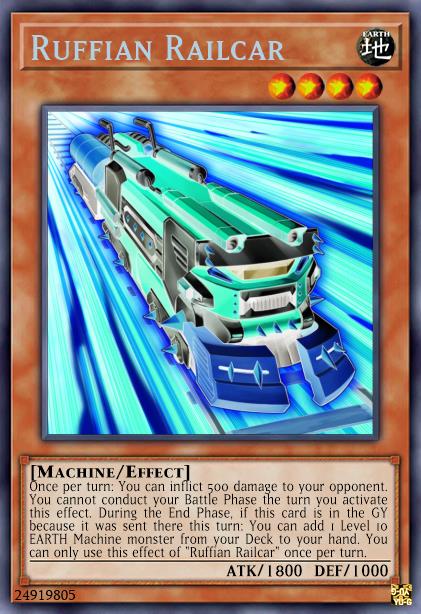 Ruffian Railcar
EARTH
地
[Machine/Effect]
Once per turn: You can inflict 500 damage to your opponent.
You cannot conduct your Battle Phase the turn you activate
this effect. During the End Phase, if this card is in the GY
because it was sent there this turn: You can add 1 Level 10
EARTH Machine monster from your Deck to your hand. You
can only use this effect of "Ruffian Railcar" once per turn.
ATK/1800 DEF/1000
24919805